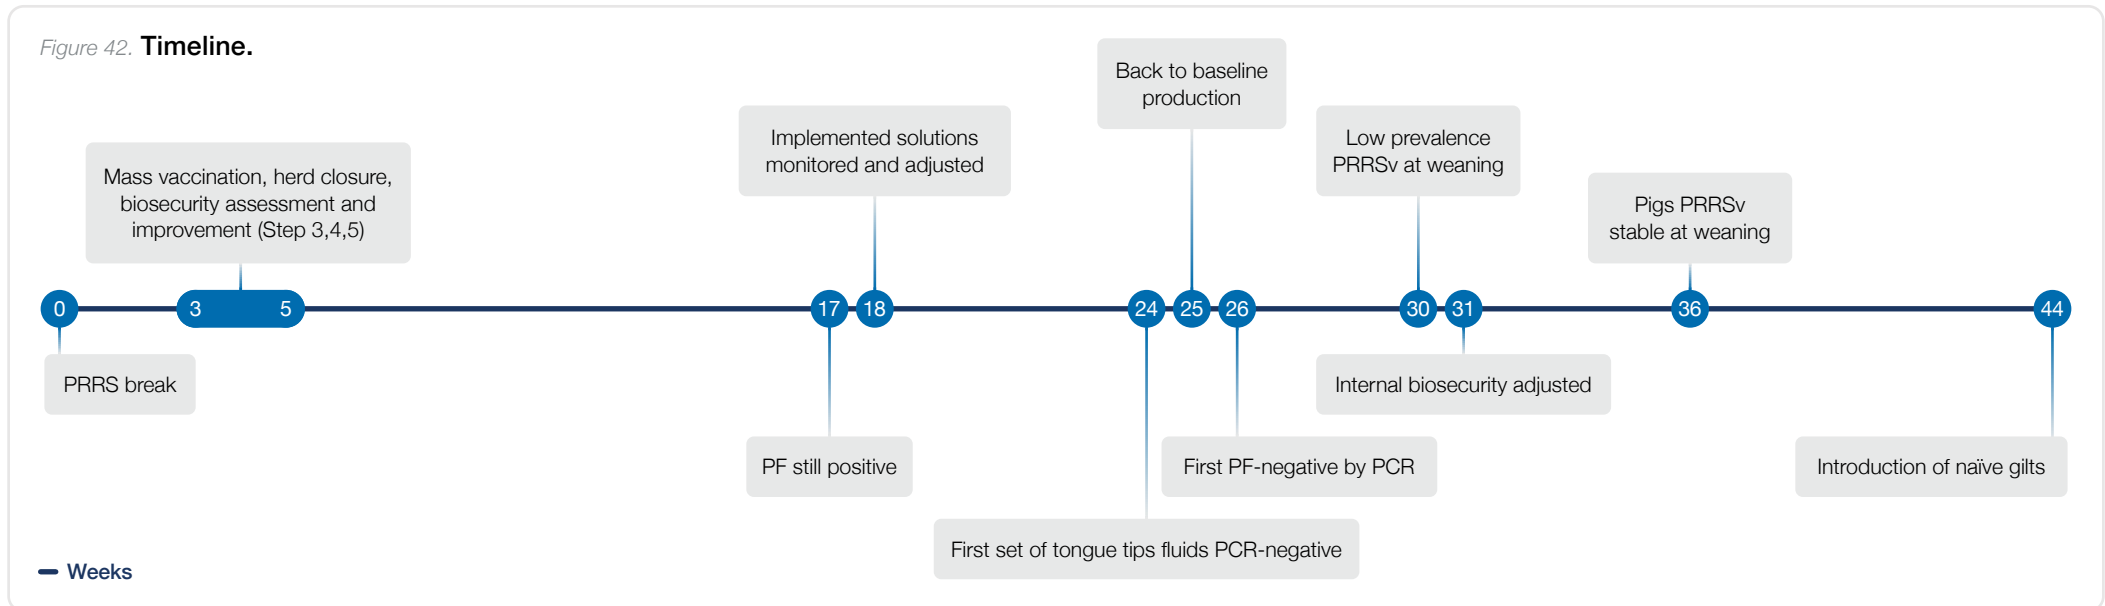 Figure 42. Timeline.
Back to baseline
production
Implemented solutions
monitored and adjusted
Low prevalence
PRRSv at weaning
Mass vaccination, herd closure,
biosecurity assessment and
improvement (Step 3,4,5)
Pigs PRRSv
stable at weaning
0 3 5 17 18 24 25 26 30 31 36 44
PRRS break
Internal biosecurity adjusted
PF still positive
First PF-negative by PCR
Introduction of naïve gilts
First set of tongue tips fluids PCR-negative
Weeks